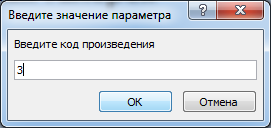 Введите значение параметра
Введите код произведения
3
OK
Отмена